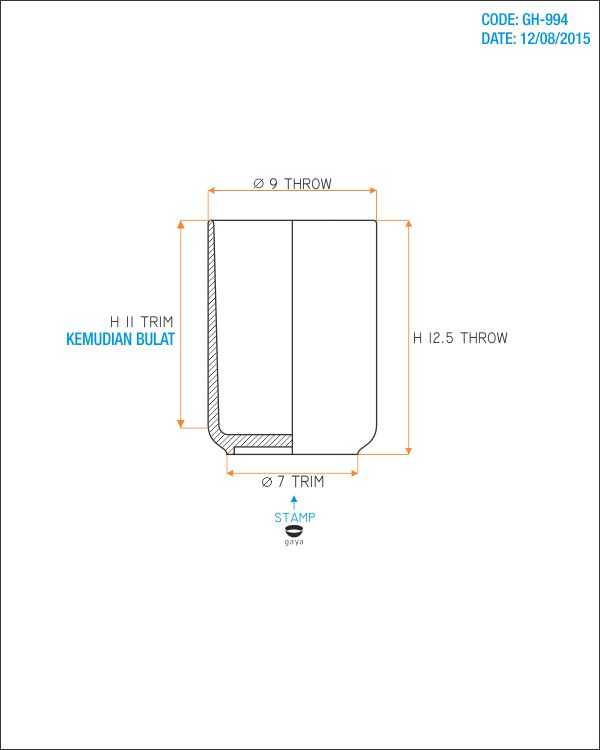 CODE: GH-994
DATE: 12/08/2015
Ø 9 THROW
H 11 TRIM
KEMUDIAN BULAT
H 12.5 THROW
Ø 7 TRIM
STAMP
gaya